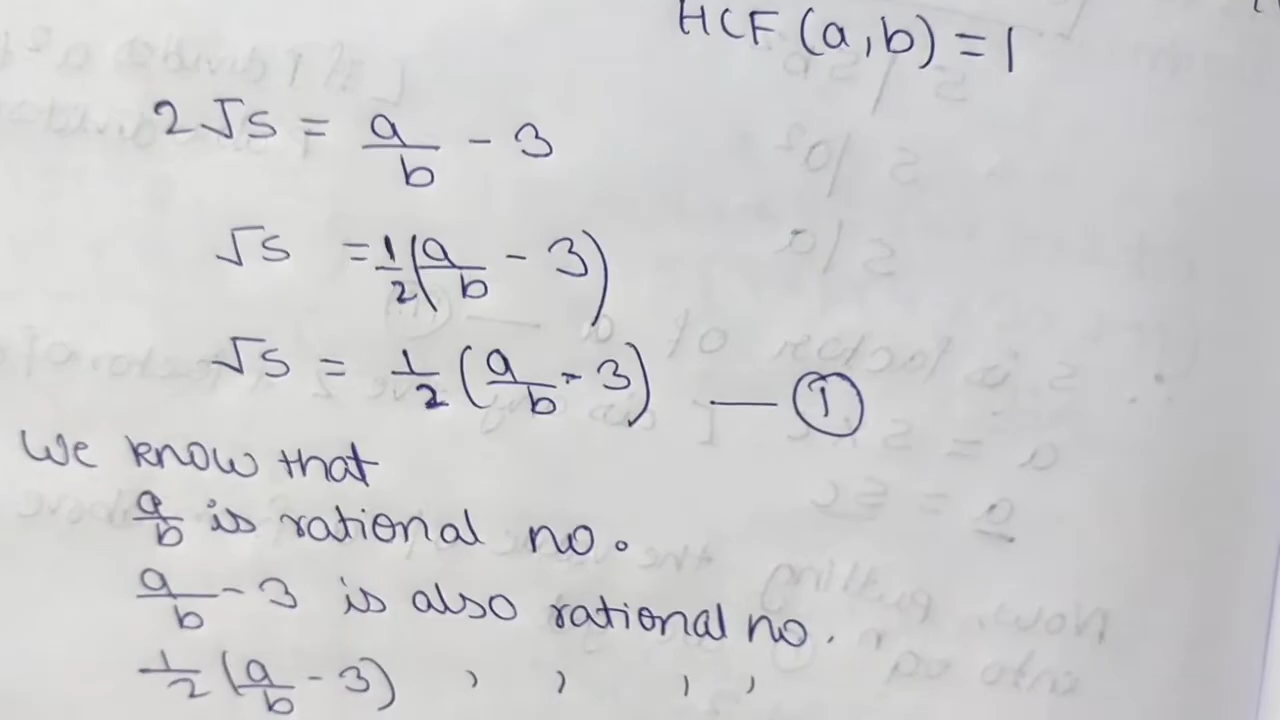 HCF (a,b) = 1
2√5 = a/b - 3
√5 = 1/2 (a/b - 3)
√5 = 1/2 (a/b - 3) — ①
We know that
a/b is rational no.
a/b - 3 is also rational no.
1/2 (a/b - 3) , , , ,